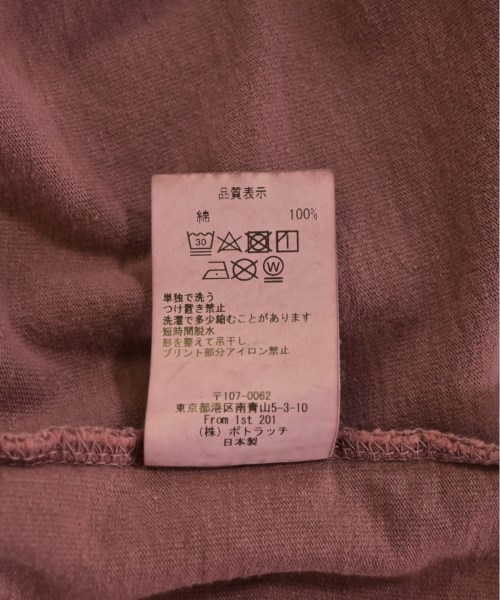 品質表示
綿 100%
30
W
単独で洗う
つけ置き禁止
洗濯で多少縮むことがあります
短時間脱水
形を整えて吊干し
プリント部分アイロン禁止
〒107-0062
東京都港区南青山5-3-10
From 1st 201
(株) ポトラッチ
日本製